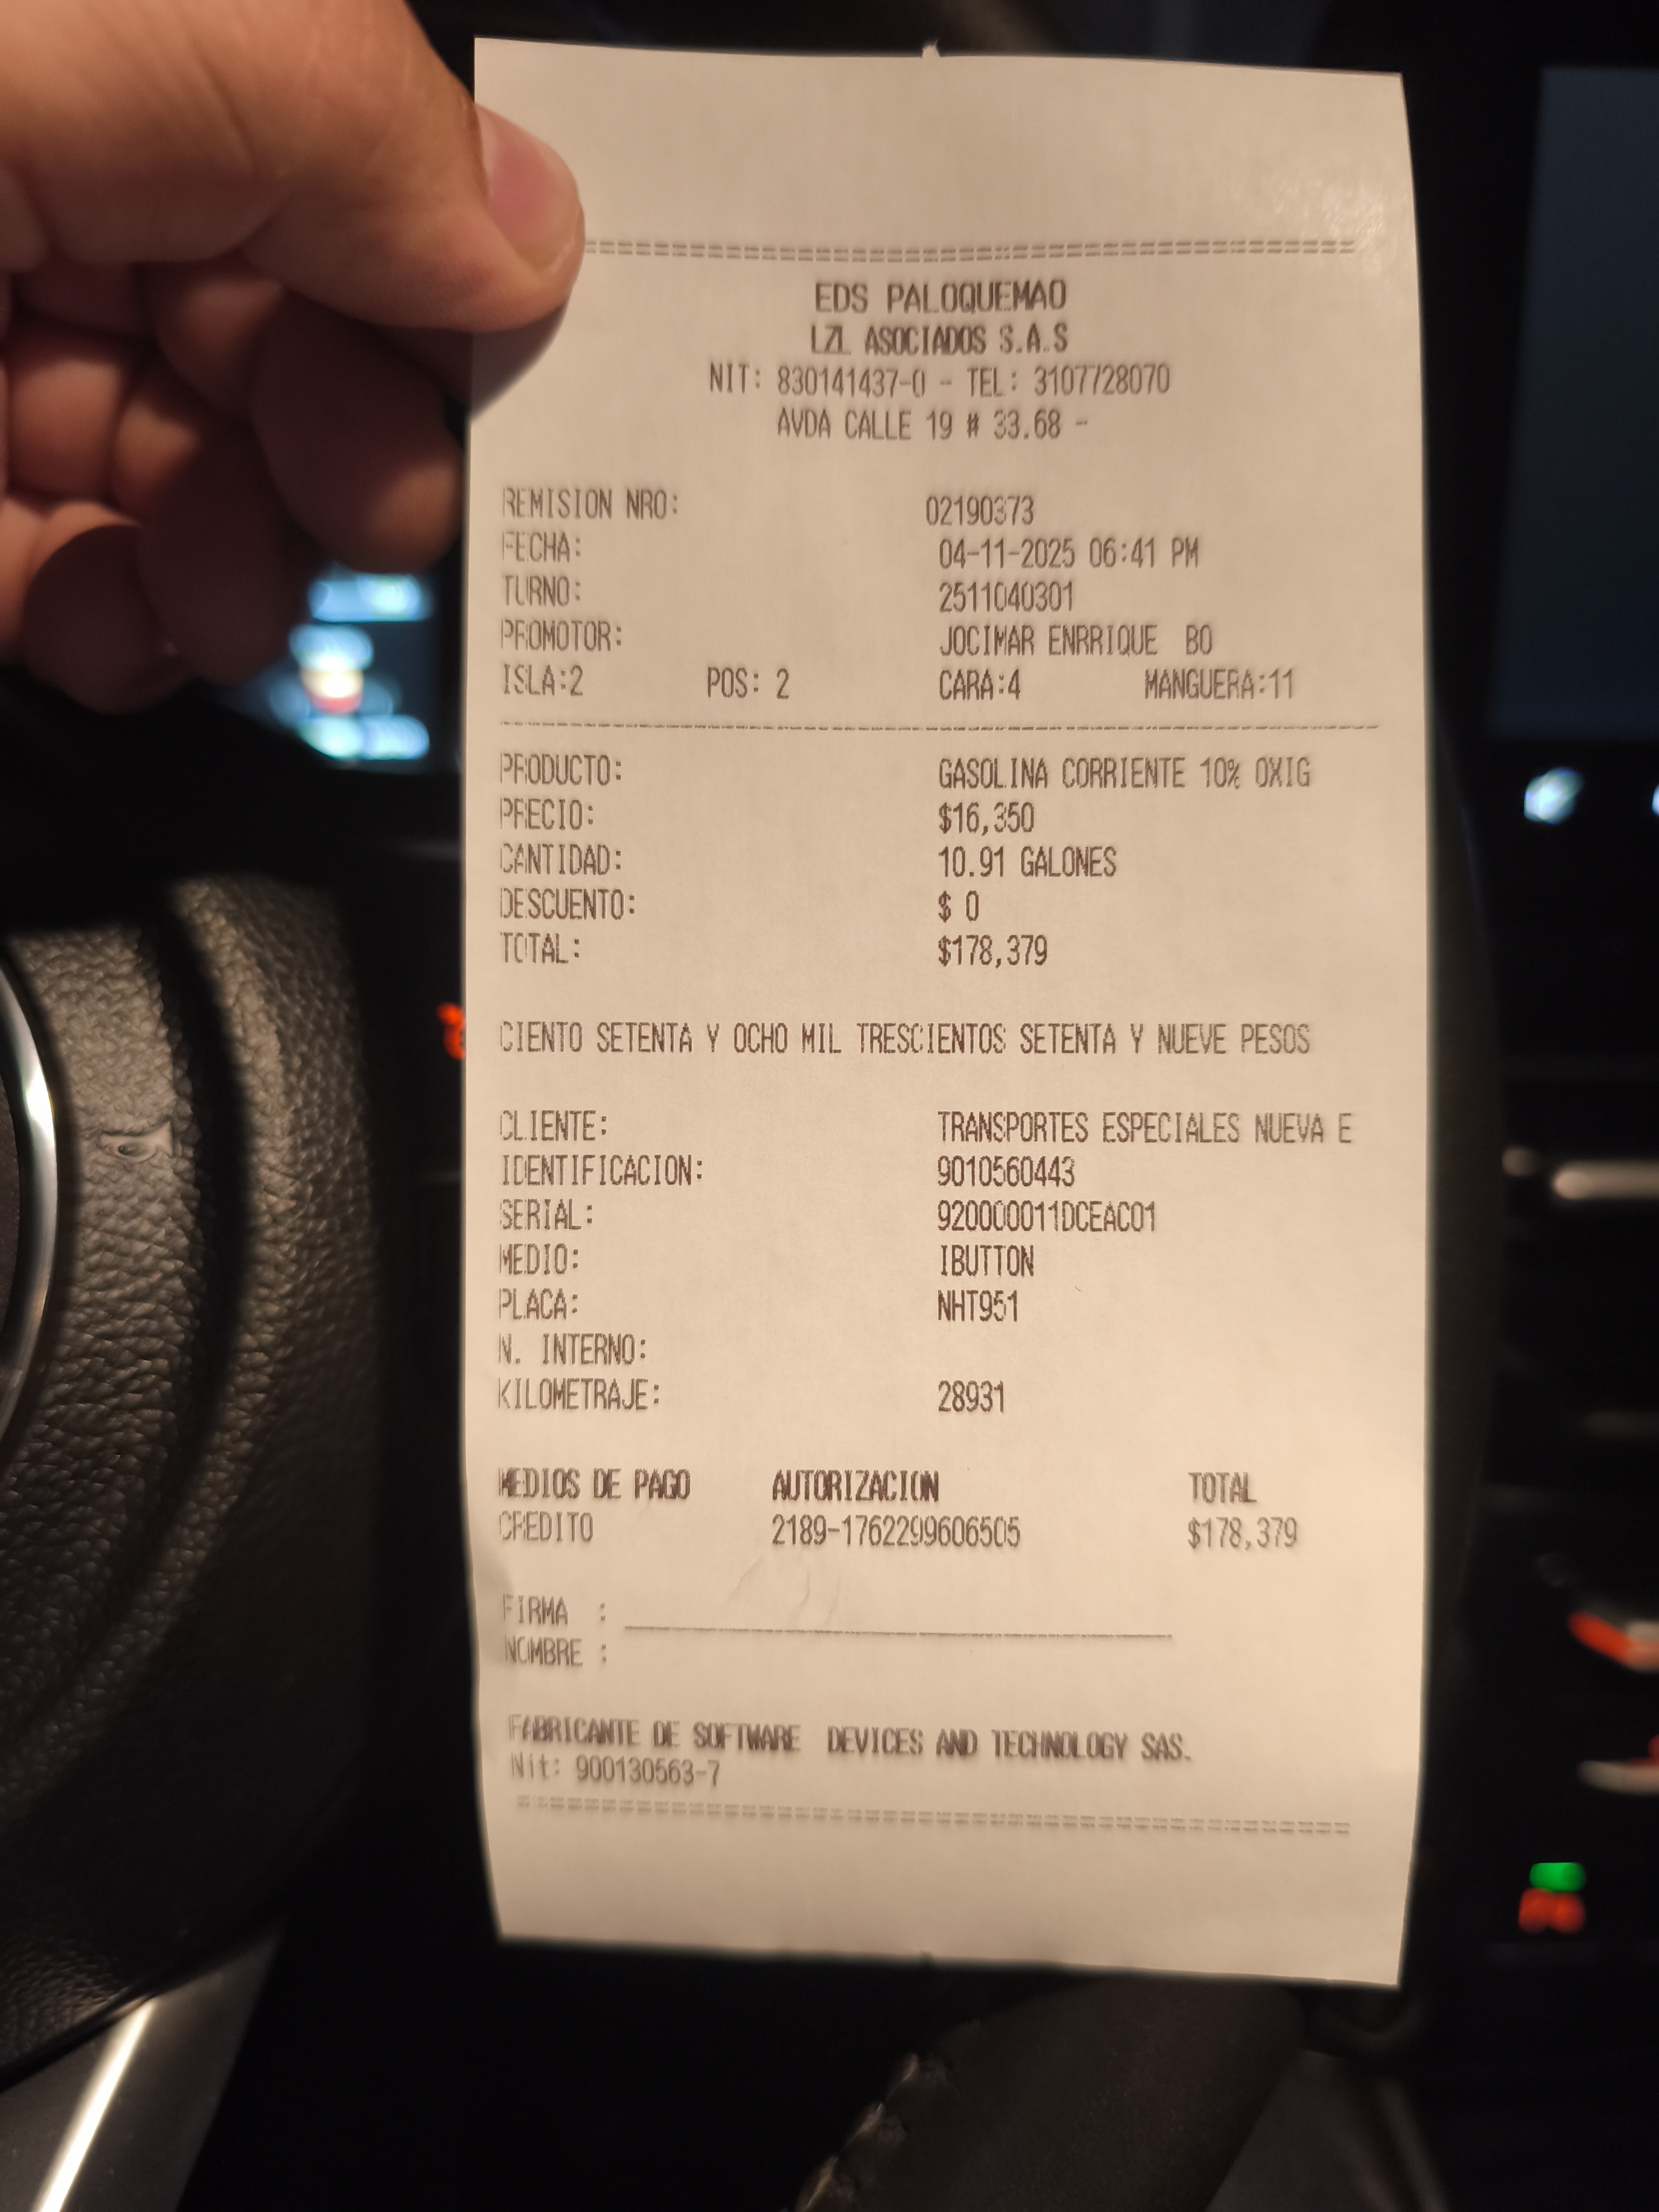 ================================================
EDS PALOQUEMAO
LZL ASOCIADOS S.A.S
NIT: 830141437-0 - TEL: 3107728070
AVDA CALLE 19 # 33.68 -
REMISION NRO: 02190373
FECHA: 04-11-2025 06:41 PM
TURNO: 2511040301
PROMOTOR: JOCIMAR ENRRIQUE BO
ISLA:2 POS: 2 CARA:4 MANGUERA:11
PRODUCTO: GASOLINA CORRIENTE 10% OXIG
PRECIO: $16,350
CANTIDAD: 10.91 GALONES
DESCUENTO: $ 0
TOTAL: $178,379
CIENTO SETENTA Y OCHO MIL TRESCIENTOS SETENTA Y NUEVE PESOS
CLIENTE: TRANSPORTES ESPECIALES NUEVA E
IDENTIFICACION: 9010560443
SERIAL: 920000011DCEAC01
MEDIO: IBUTTON
PLACA: NHT951
N. INTERNO:
KILOMETRAJE: 28931
MEDIOS DE PAGO AUTORIZACION TOTAL
CREDITO 2189-1762299606505 $178,379
FIRMA :
NOMBRE :
FABRICANTE DE SOFTWARE DEVICES AND TECHNOLOGY SAS.
Nit: 900130563-7
================================================